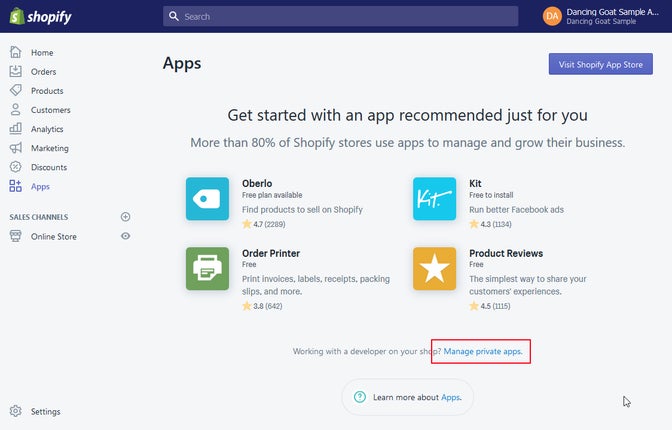 shopify
Search
DA
Dancing Goat Sample A...
Dancing Goat Sample
Home
Orders
Products
Customers
Analytics
Marketing
Discounts
Apps
SALES CHANNELS
Online Store
Settings
Apps
Visit Shopify App Store
Get started with an app recommended just for you
More than 80% of Shopify stores use apps to manage and grow their business.
Oberlo
Free plan available
Find products to sell on Shopify
4.7 (2289)
Kit.
Kit
Free to install
Run better Facebook ads
4.3 (1134)
Order Printer
Free
Print invoices, labels, receipts, packing
slips, and more.
3.8 (642)
Product Reviews
Free
The simplest way to share your
customers' experiences.
4.5 (1115)
Working with a developer on your shop? Manage private apps.
Learn more about Apps.